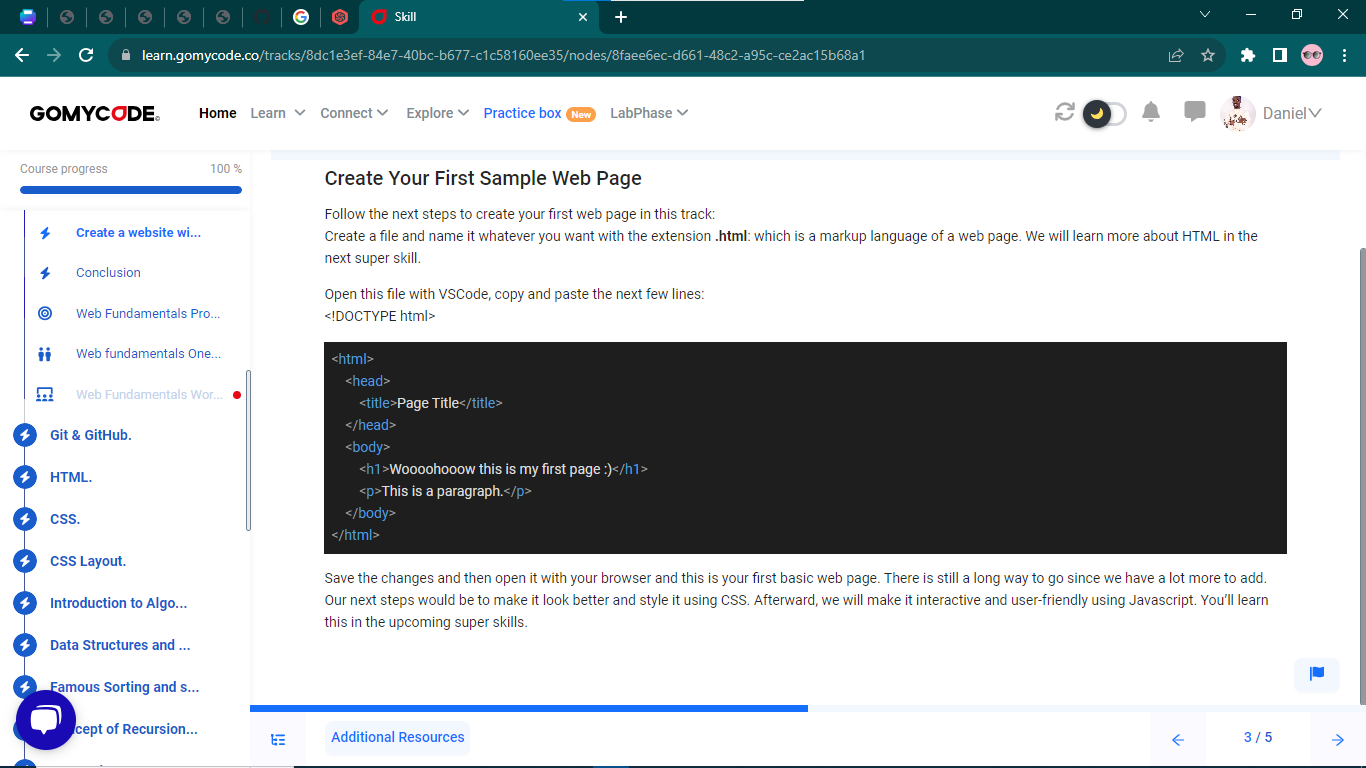 Skill
learn.gomycode.co/tracks/8dc1e3ef-84e7-40bc-b677-c1c58160ee35/nodes/8faee6ec-d661-48c2-a95c-ce2ac15b68a1
GOMYCODE
Home Learn Connect Explore Practice box New LabPhase Daniel
Course progress 100 %
Create a website wi...
Conclusion
Web Fundamentals Pro...
Web fundamentals One...
Web Fundamentals Wor...
Git & GitHub.
HTML.
CSS.
CSS Layout.
Introduction to Algo...
Data Structures and ...
Famous Sorting and s...
cept of Recursion...
Create Your First Sample Web Page
Follow the next steps to create your first web page in this track:
Create a file and name it whatever you want with the extension .html: which is a markup language of a web page. We will learn more about HTML in the
next super skill.
Open this file with VSCode, copy and paste the next few lines:
<!DOCTYPE html>
<html>
<head>
<title>Page Title</title>
</head>
<body>
<h1>Woooohooow this is my first page :)</h1>
<p>This is a paragraph.</p>
</body>
</html>
Save the changes and then open it with your browser and this is your first basic web page. There is still a long way to go since we have a lot more to add.
Our next steps would be to make it look better and style it using CSS. Afterward, we will make it interactive and user-friendly using Javascript. You’ll learn
this in the upcoming super skills.
Additional Resources
3 / 5